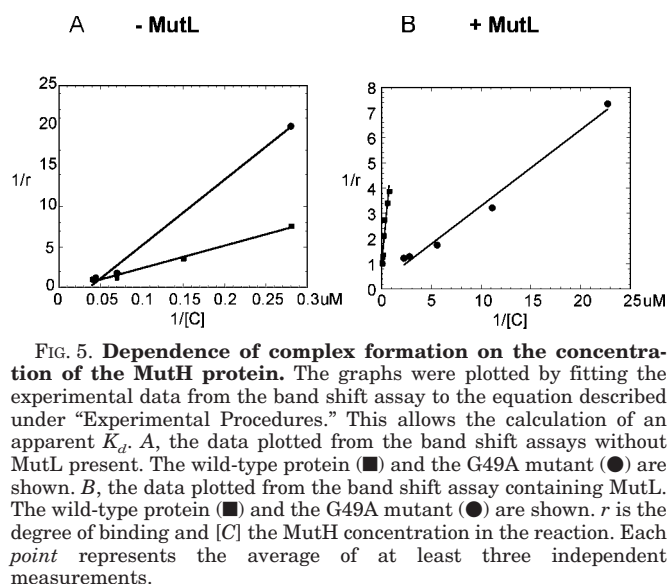 A - MutL
B + MutL
25
20
15
1/r
10
5
0
0 0.05 0.1 0.15 0.2 0.25 0.3uM
1/[C]
8
7
6
5
1/r
4
3
2
1
0
0 5 10 15 20 25uM
1/[C]
FIG. 5. Dependence of complex formation on the concentra-
tion of the MutH protein. The graphs were plotted by fitting the
experimental data from the band shift assay to the equation described
under “Experimental Procedures.” This allows the calculation of an
apparent Kd. A, the data plotted from the band shift assays without
MutL present. The wild-type protein (■) and the G49A mutant (●) are
shown. B, the data plotted from the band shift assay containing MutL.
The wild-type protein (■) and the G49A mutant (●) are shown. r is the
degree of binding and [C] the MutH concentration in the reaction. Each
point represents the average of at least three independent
measurements.